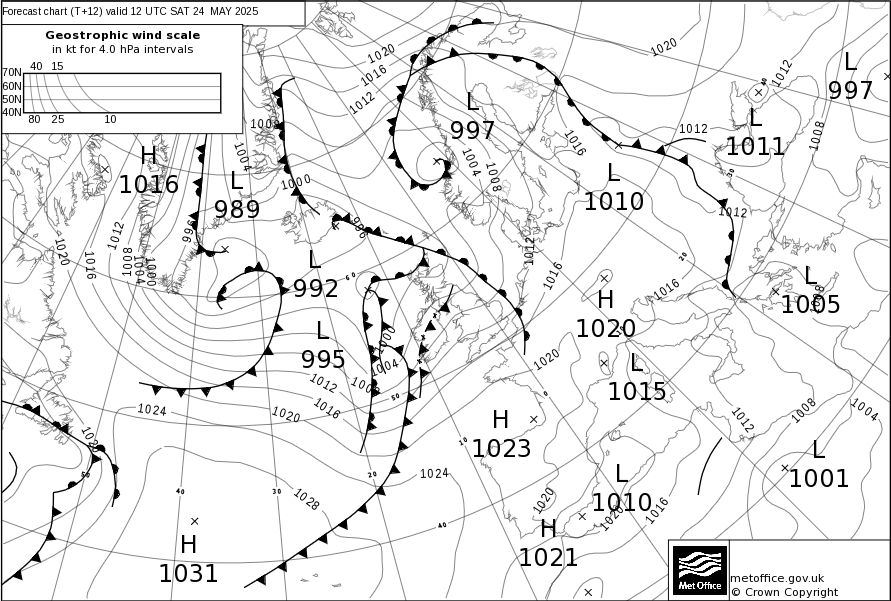 Forecast chart (T+12) valid 12 UTC SAT 24 MAY 2025
Geostrophic wind scale
in kt for 4.0 hPa intervals
40 15
70N
60N
50N
40N
80 25 10
1020
1016
1012
1020
1012
L
997
L
997
L
1011
1008
1012
1016
1004
1008
1004
1000
H
1016
L
989
L
1010
1012
996
996
1012
1020
1016
1008
1004
1000
1012
1016
L
992
60
20
1016
H
1020
L
1005
L
995
1000
1004
1008
1012
1016
1020
L
1015
1024
1020
50
0
H
1023
10
1012
1008
1004
L
1001
1028
50
40
30
20
1024
1028
40
L
1010
1020
1020
1016
H
1021
H
1031
Met Office
metoffice.gov.uk
© Crown Copyright